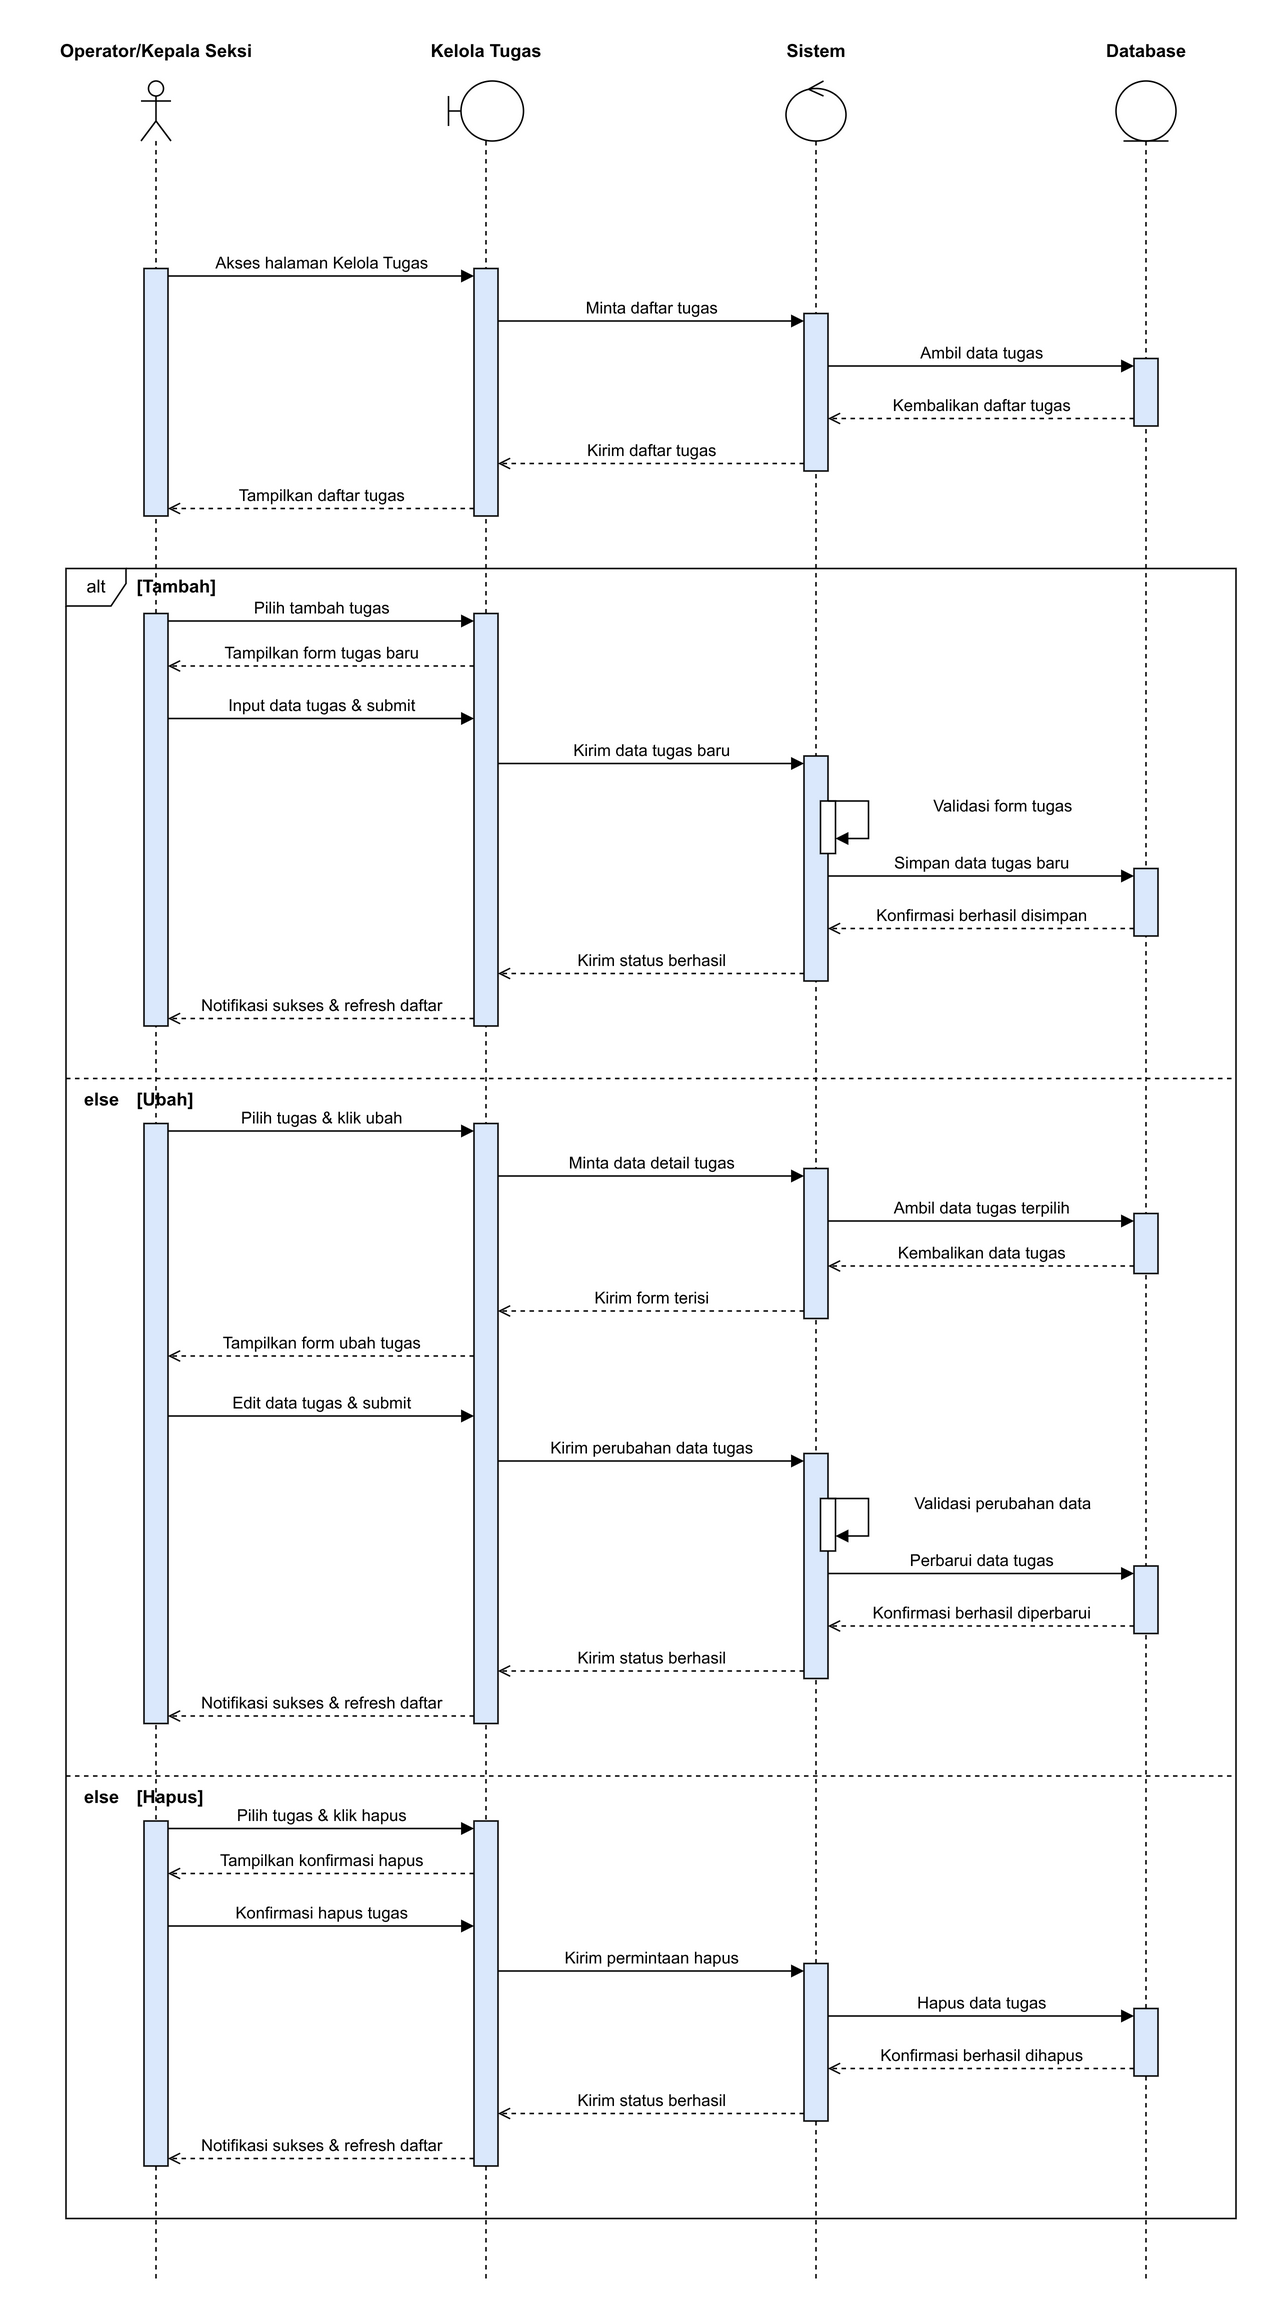 Operator/Kepala Seksi
Kelola Tugas
Sistem
Database
Akses halaman Kelola Tugas
Minta daftar tugas
Ambil data tugas
Kembalikan daftar tugas
Kirim daftar tugas
Tampilkan daftar tugas
alt [Tambah]
Pilih tambah tugas
Tampilkan form tugas baru
Input data tugas & submit
Kirim data tugas baru
Validasi form tugas
Simpan data tugas baru
Konfirmasi berhasil disimpan
Kirim status berhasil
Notifikasi sukses & refresh daftar
else [Ubah]
Pilih tugas & klik ubah
Minta data detail tugas
Ambil data tugas terpilih
Kembalikan data tugas
Kirim form terisi
Tampilkan form ubah tugas
Edit data tugas & submit
Kirim perubahan data tugas
Validasi perubahan data
Perbarui data tugas
Konfirmasi berhasil diperbarui
Kirim status berhasil
Notifikasi sukses & refresh daftar
else [Hapus]
Pilih tugas & klik hapus
Tampilkan konfirmasi hapus
Konfirmasi hapus tugas
Kirim permintaan hapus
Hapus data tugas
Konfirmasi berhasil dihapus
Kirim status berhasil
Notifikasi sukses & refresh daftar